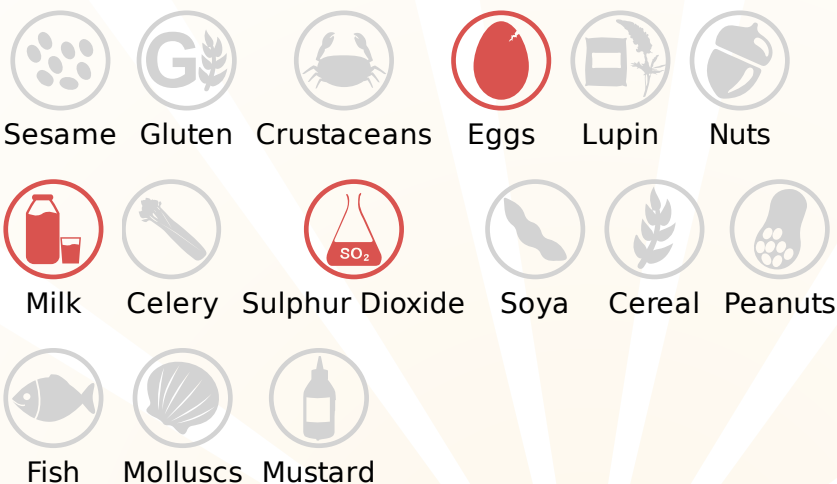 G
Sesame Gluten Crustaceans Eggs Lupin Nuts
SO₂
Milk Celery Sulphur Dioxide Soya Cereal Peanuts
Fish Molluscs Mustard